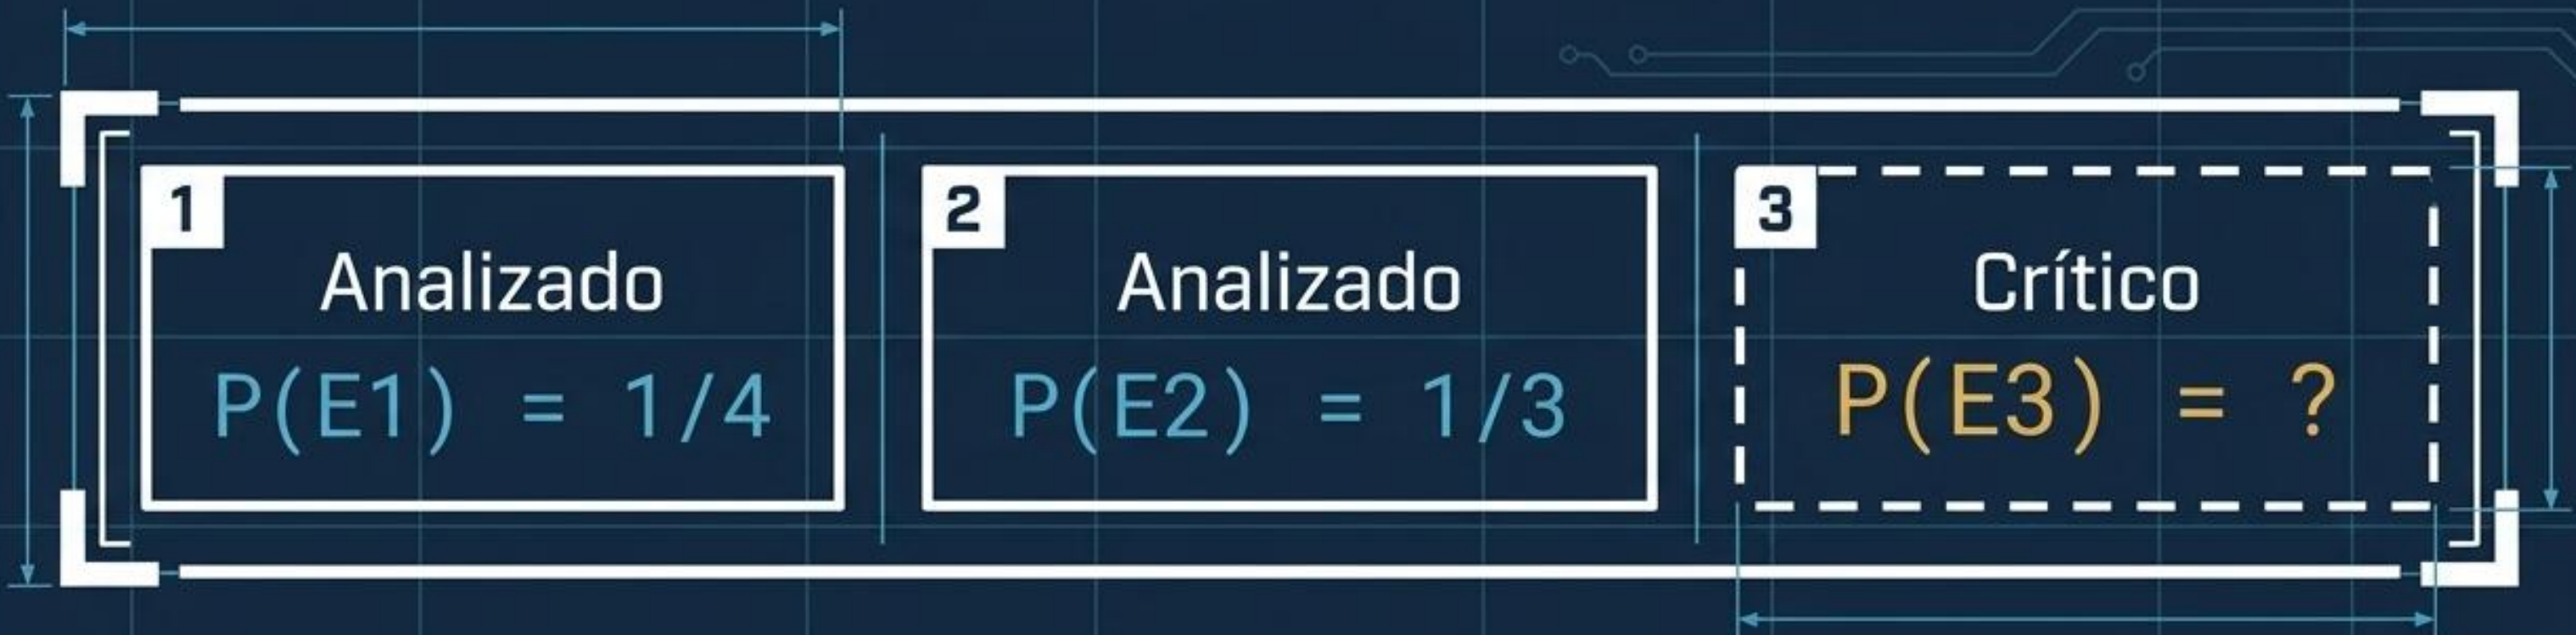 1
Analizado
P(E1) = 1/4
2
Analizado
P(E2) = 1/3
3
Crítico
P(E3) = ?